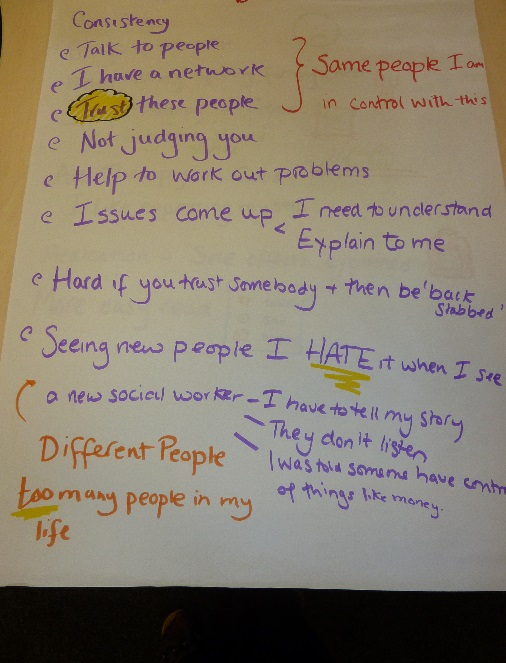 Consistency
Talk to people
I have a network
Trust these people
Same people I am
in control with this
Not judging you
Help to work out problems
Issues come up < I need to understand
Explain to me
Hard if you trust somebody + then be 'back
Stabbed'
Seeing new people I HATE it when I see
a new social worker - I have to tell my story
They don't listen
I was told someone have contr
of things like money.
Different People
too many people in my
life